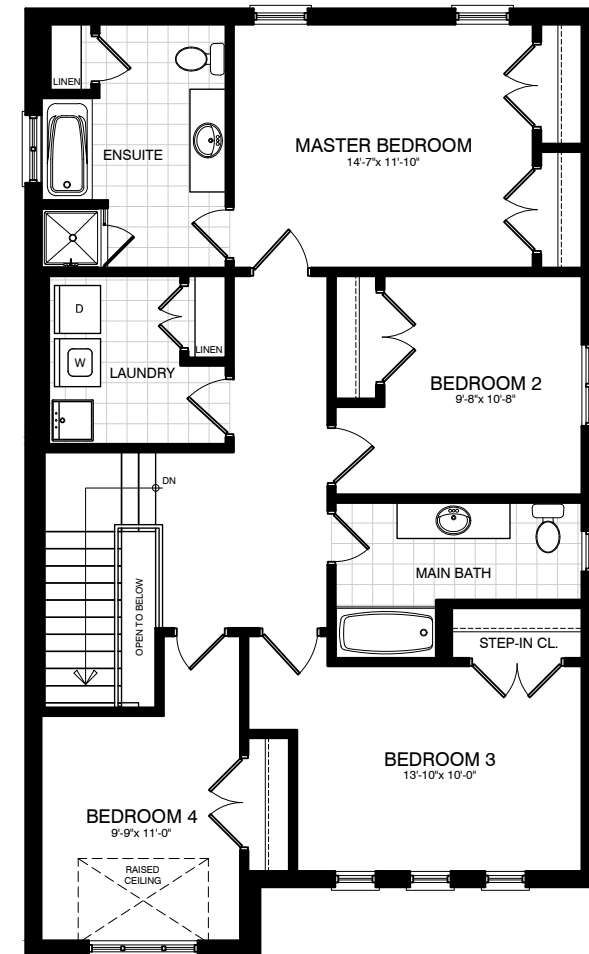 LINEN
ENSUITE
MASTER BEDROOM
14'-7"x 11'-10"
D
W
LINEN
LAUNDRY
BEDROOM 2
9'-8"x 10'-8"
DN
OPEN TO BELOW
MAIN BATH
STEP-IN CL.
BEDROOM 3
13'-10"x 10'-0"
BEDROOM 4
9'-9"x 11'-0"
RAISED
CEILING